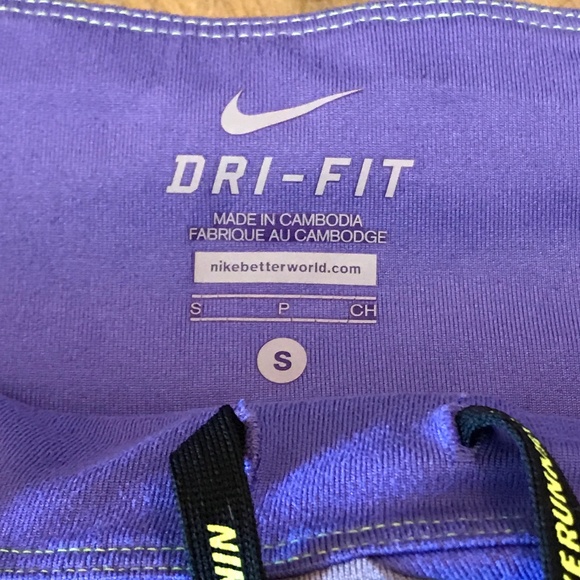 DRI-FIT
MADE IN CAMBODIA
FABRIQUE AU CAMBODGE
nikebetterworld.com
S P CH
S